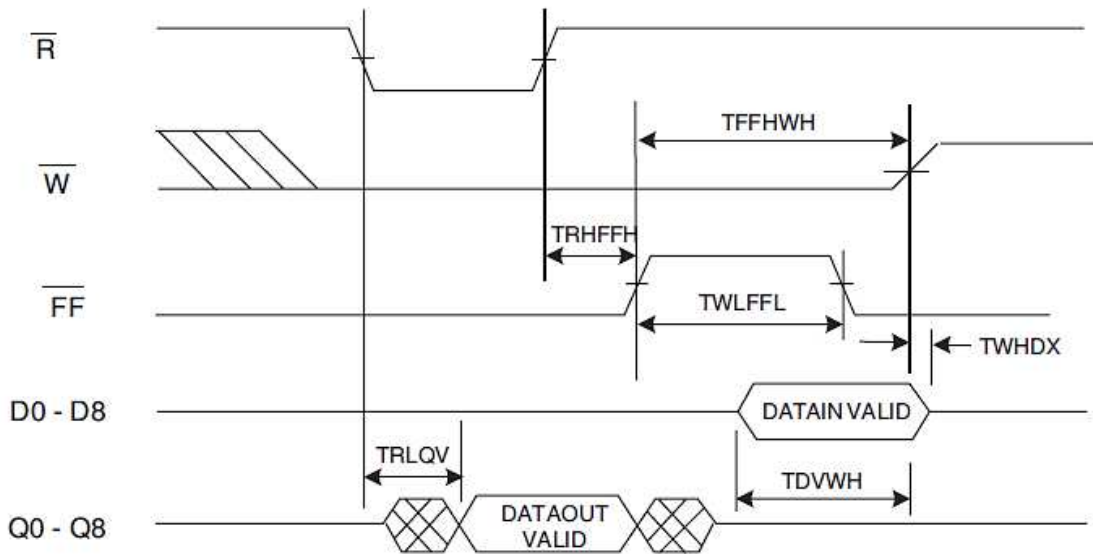 R
TFFHWH
W
TRHFFH
FF
TWLFFL
TWHDX
D0 - D8
DATAIN VALID
TRLQV
TDVWH
Q0 - Q8
DATAOUT
VALID